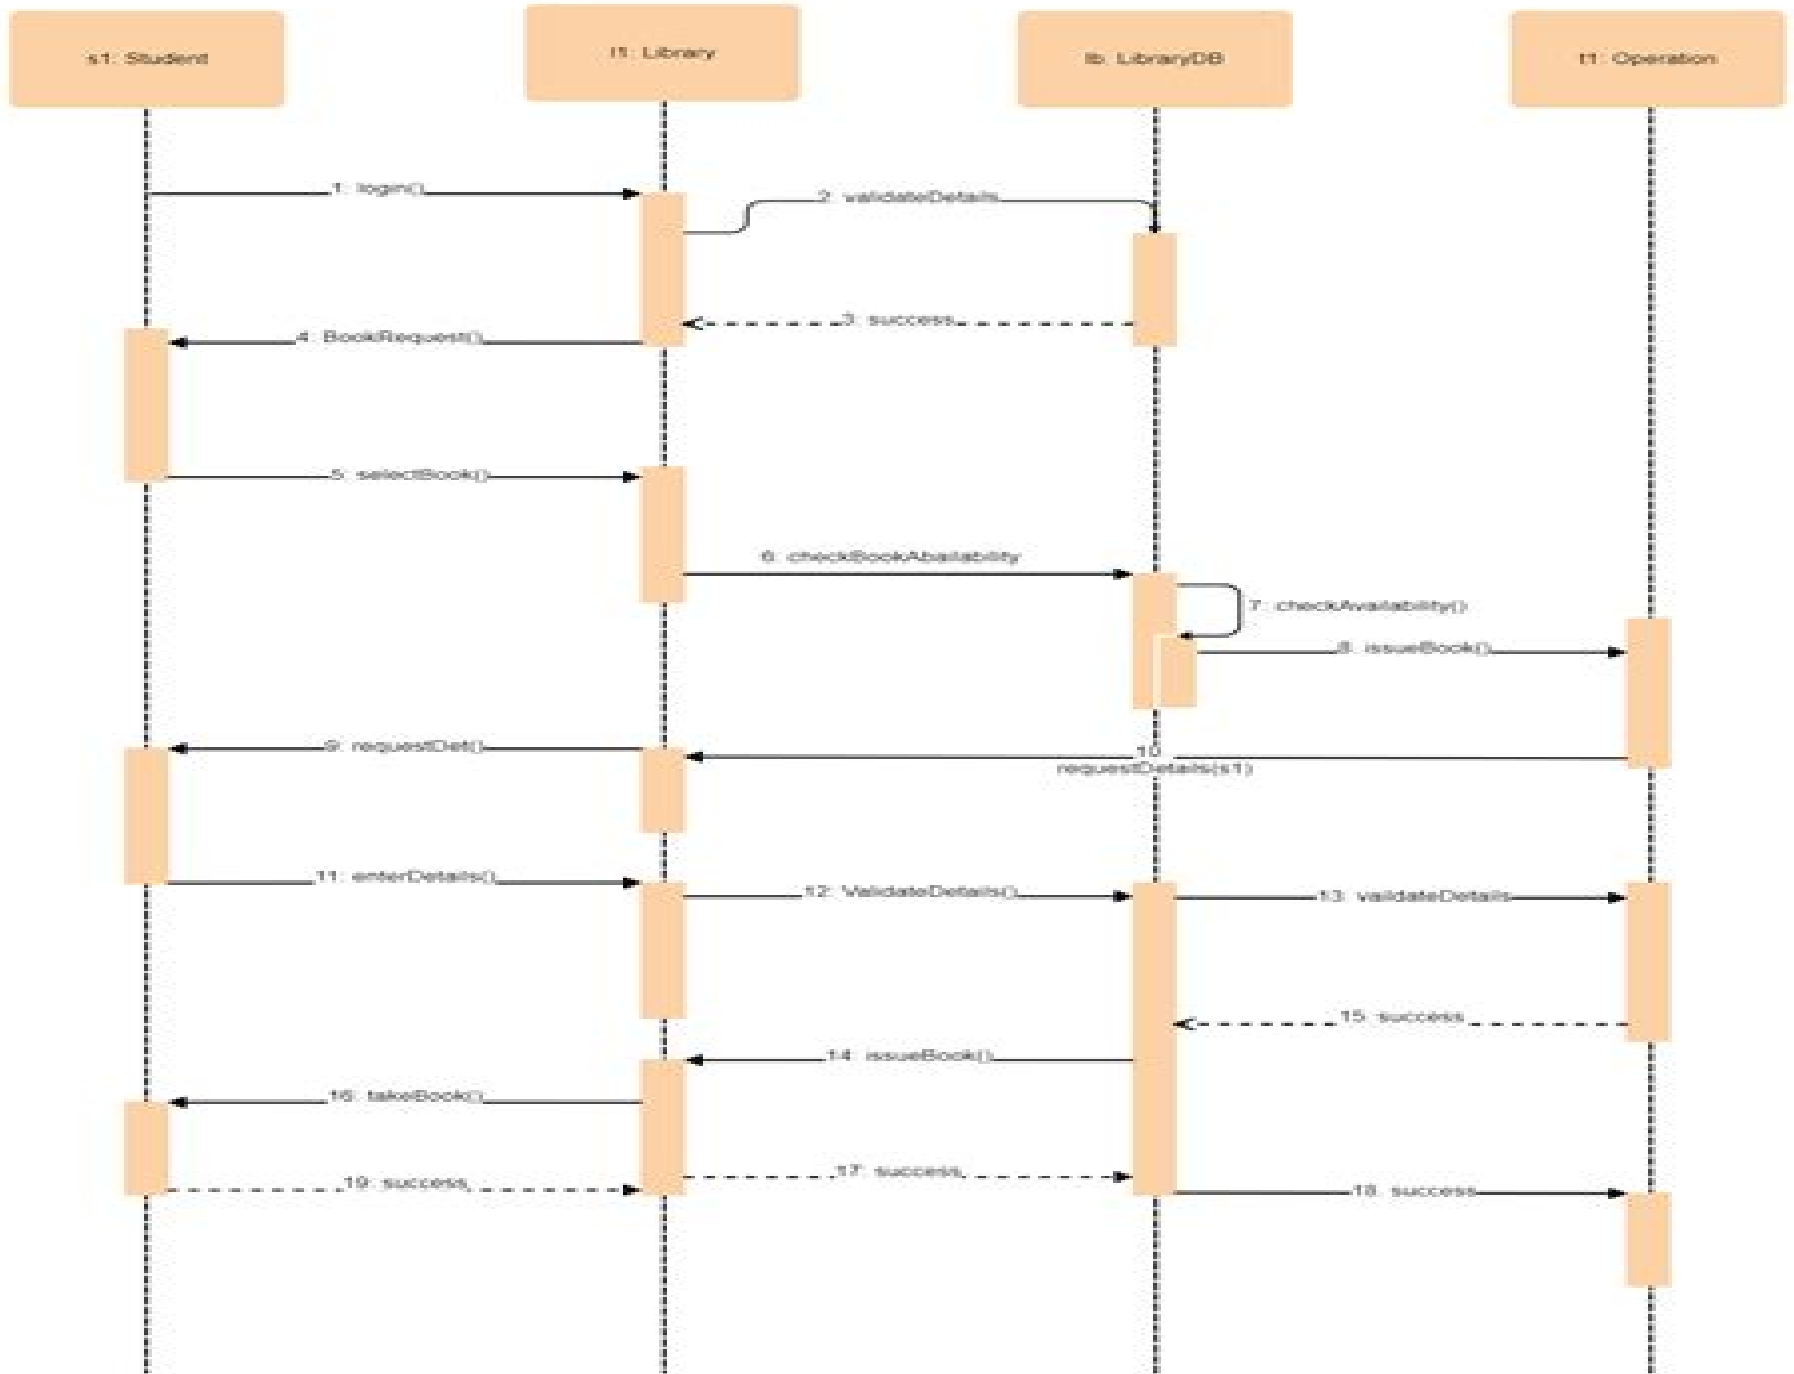 s1: Student
l1: Library
lb: LibraryDB
t1: Operation
1: login()
2: validateDetails
3: success
4: BookRequest()
5: selectBook()
6: checkBookAbailability
7: checkAvailability()
8: issueBook()
9: requestDet()
10
requestDetails(s1)
11: enterDetails()
12: ValidateDetails()
13: validateDetails
15: success
14: issueBook()
16: takeBook()
17: success
19: success
18: success